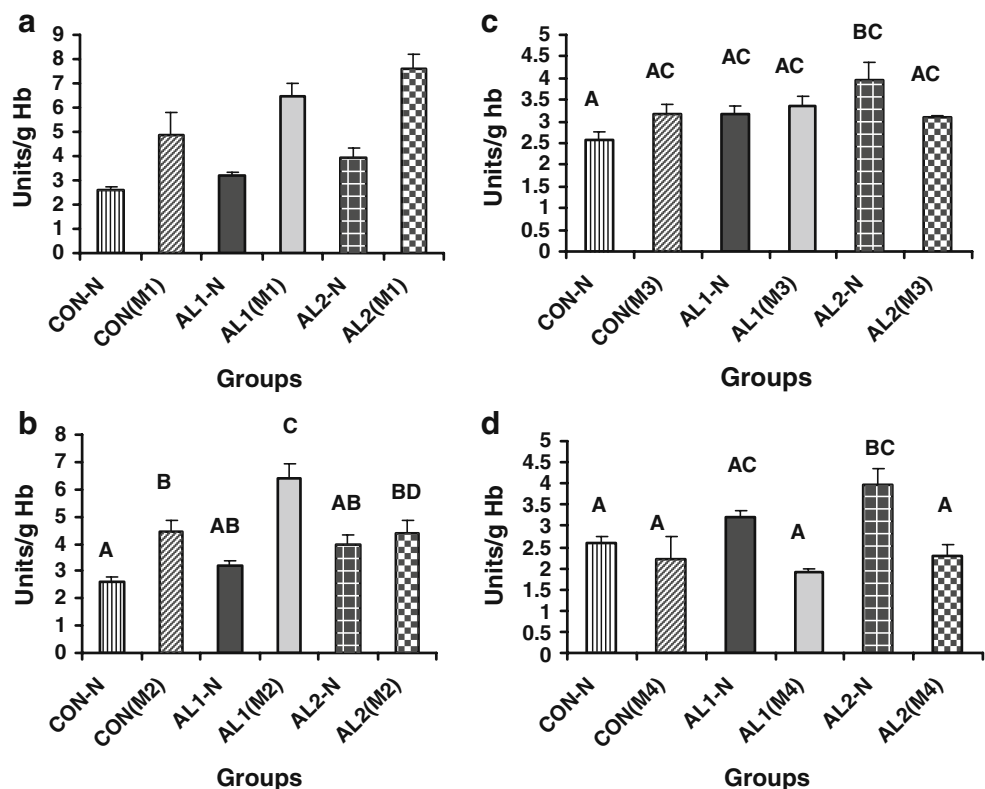 a
Units/g Hb
9
8
7
6
5
4
3
2
1
0
CON-N
CON(M1)
AL1-N
AL1(M1)
AL2-N
AL2(M1)
Groups
c
Units/g hb
5
4.5
4
3.5
3
2.5
2
1.5
1
0.5
0
A
AC
AC
AC
BC
AC
CON-N
CON(M3)
AL1-N
AL1(M3)
AL2-N
AL2(M3)
Groups
b
Units/g Hb
8
7
6
5
4
3
2
1
0
A
B
AB
C
AB
BD
CON-N
CON(M2)
AL1-N
AL1(M2)
AL2-N
AL2(M2)
Groups
d
Units/g Hb
5
4.5
4
3.5
3
2.5
2
1.5
1
0.5
0
A
A
AC
A
BC
A
CON-N
CON(M4)
AL1-N
AL1(M4)
AL2-N
AL2(M4)
Groups